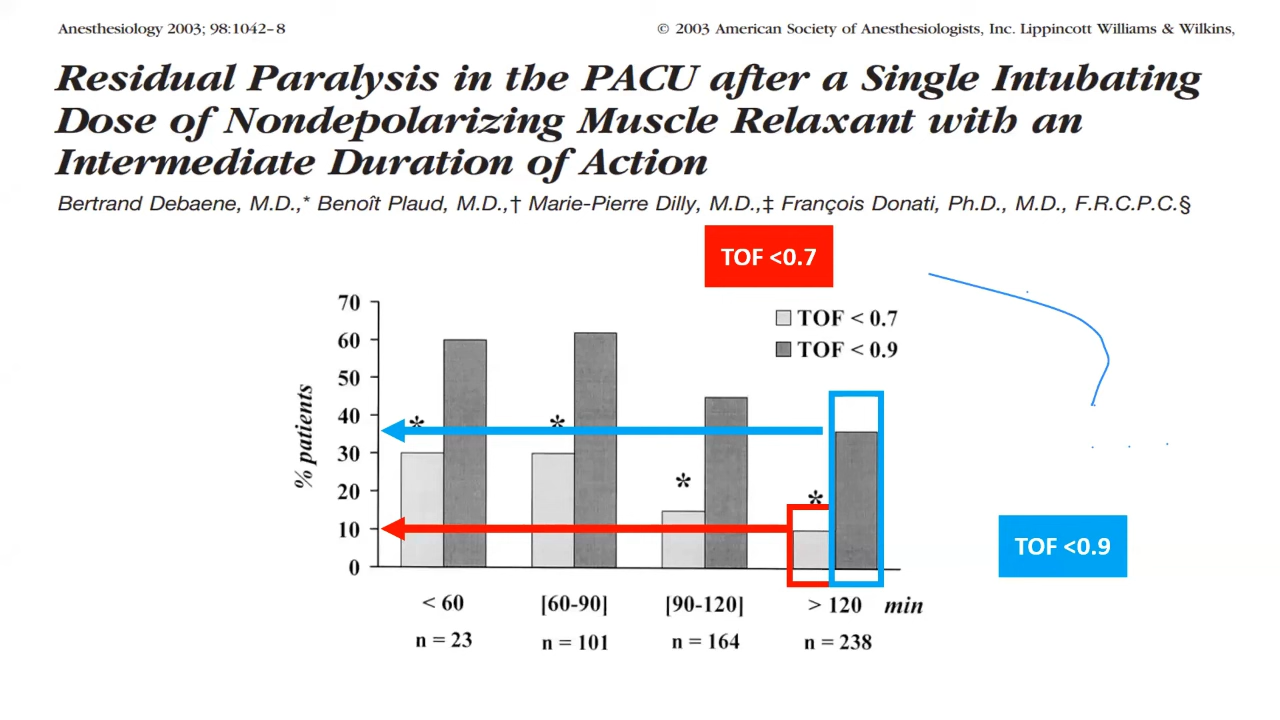 Anesthesiology 2003; 98:1042–8
© 2003 American Society of Anesthesiologists, Inc. Lippincott Williams & Wilkins,
Residual Paralysis in the PACU after a Single Intubating
Dose of Nondepolarizing Muscle Relaxant with an
Intermediate Duration of Action
Bertrand Debaene, M.D.,* Benoît Plaud, M.D.,† Marie-Pierre Dilly, M.D.,‡ François Donati, Ph.D., M.D., F.R.C.P.C.§
TOF <0.7
TOF < 0.7
TOF < 0.9
% patients
70
60
50
40
30
20
10
0
* * * *
< 60 [60-90] [90-120] > 120 min
n = 23 n = 101 n = 164 n = 238
TOF <0.9